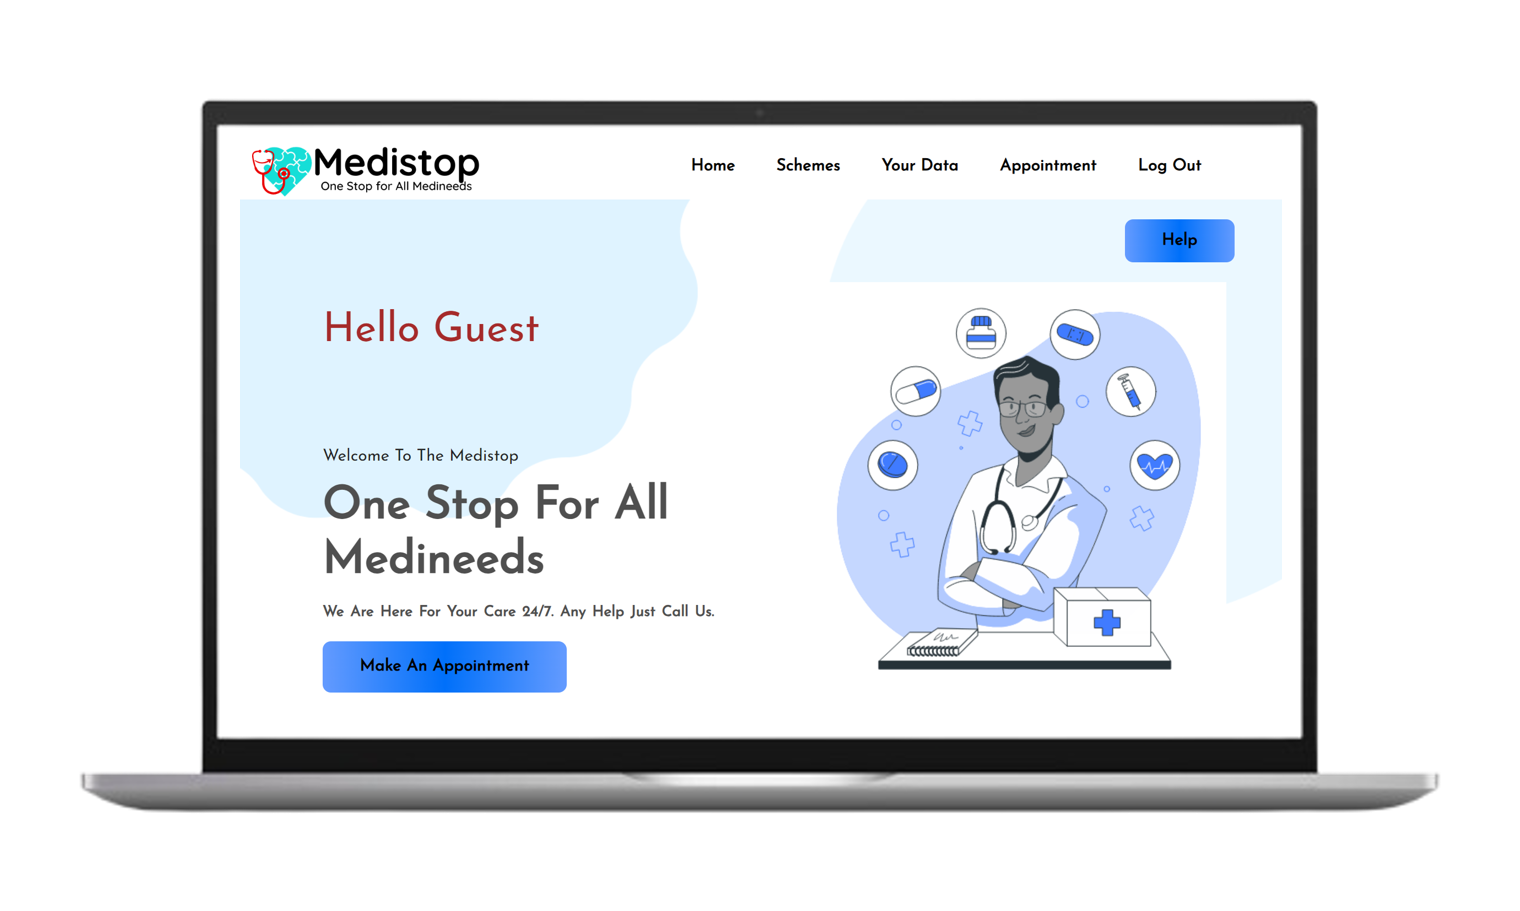 Medistop
One Stop for All Medineeds
Home Schemes Your Data Appointment Log Out
Help
Hello Guest
Welcome To The Medistop
One Stop For All
Medineeds
We Are Here For Your Care 24/7. Any Help Just Call Us.
Make An Appointment